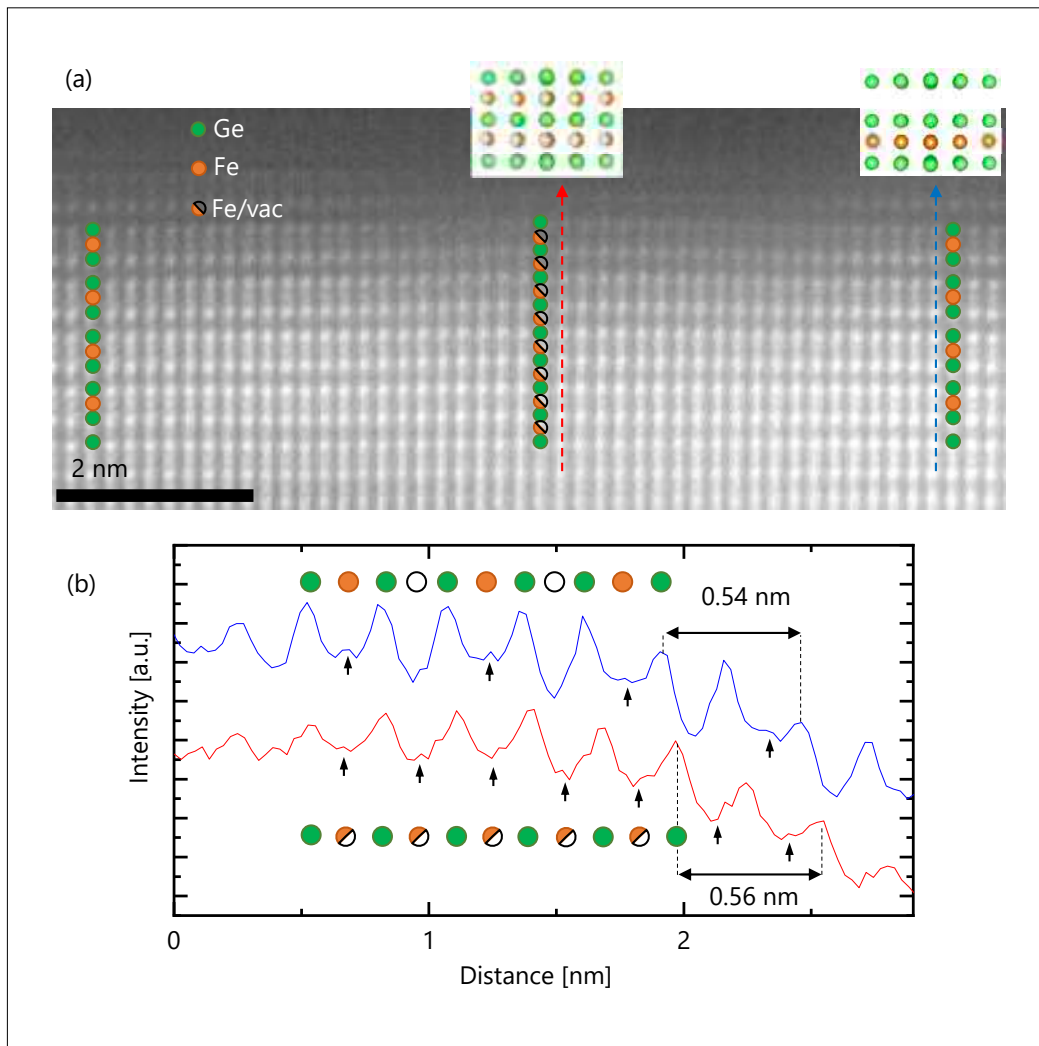 (a)
Ge
Fe
Fe/vac
2 nm
(b)
0.54 nm
Intensity [a.u.]
0.56 nm
0
1
2
Distance [nm]